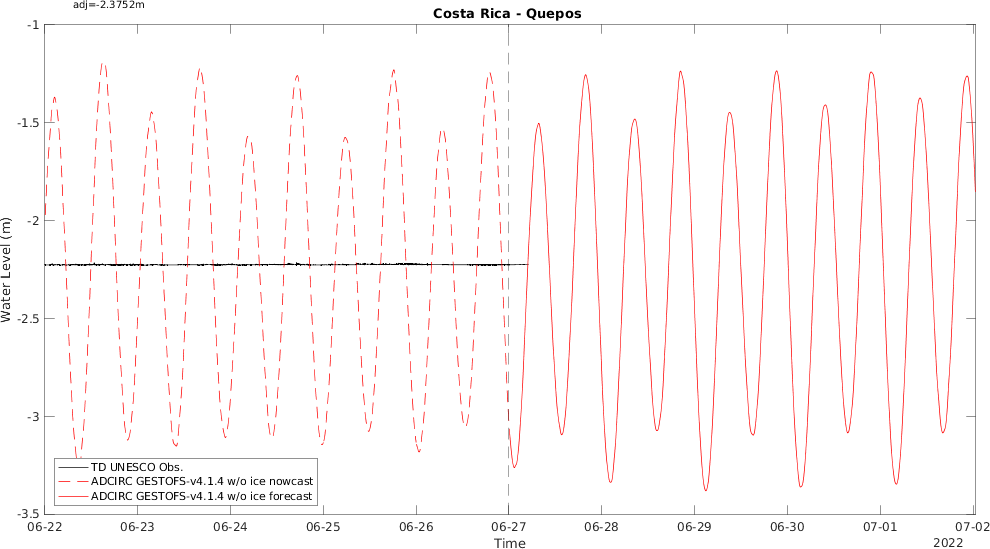 adj=-2.3752m
Costa Rica - Quepos
Water Level (m)
-1
-1.5
-2
-2.5
-3
-3.5
TD UNESCO Obs.
ADCIRC GESTOFS-v4.1.4 w/o ice nowcast
ADCIRC GESTOFS-v4.1.4 w/o ice forecast
06-22 06-23 06-24 06-25 06-26 06-27 06-28 06-29 06-30 07-01 07-02
Time
2022